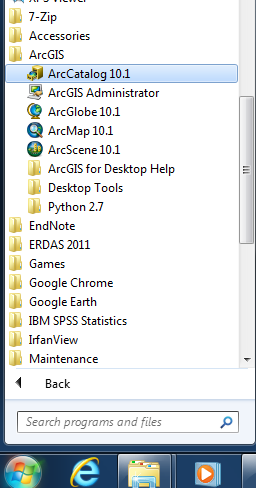 7-Zip
Accessories
ArcGIS
ArcCatalog 10.1
ArcGIS Administrator
ArcGlobe 10.1
ArcMap 10.1
ArcScene 10.1
ArcGIS for Desktop Help
Desktop Tools
Python 2.7
EndNote
ERDAS 2011
Games
Google Chrome
Google Earth
IBM SPSS Statistics
IrfanView
Maintenance
Back
Search programs and files